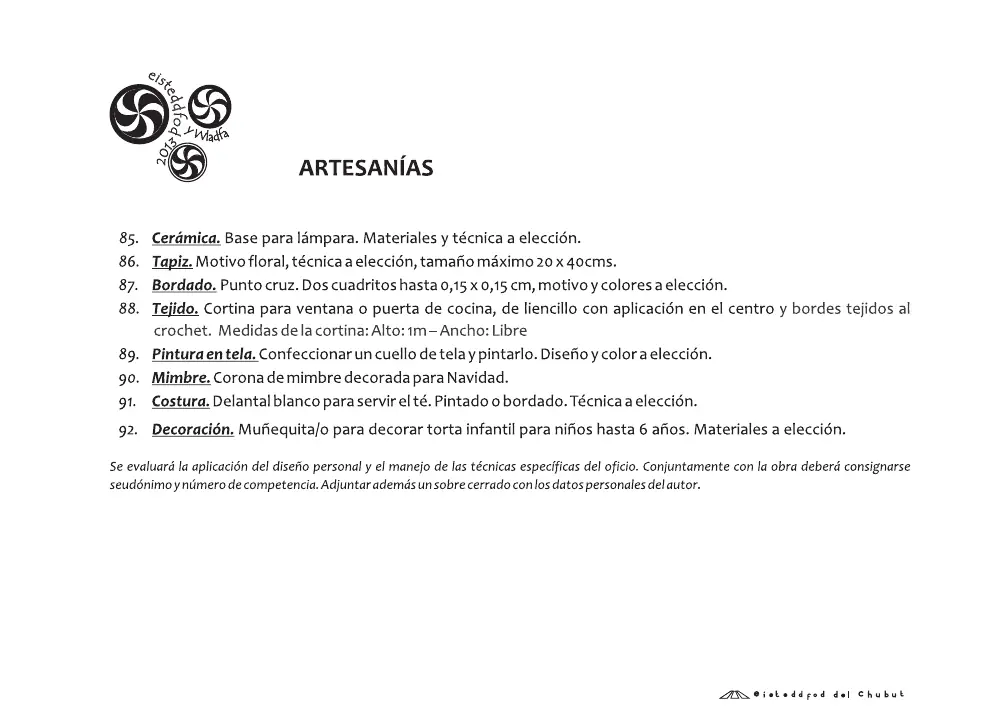 eisteddfod y Wladfa 2013
ARTESANÍAS
85. Cerámica. Base para lámpara. Materiales y técnica a elección.
86. Tapiz. Motivo floral, técnica a elección, tamaño máximo 20 x 40cms.
87. Bordado. Punto cruz. Dos cuadritos hasta 0,15 x 0,15 cm, motivo y colores a elección.
88. Tejido. Cortina para ventana o puerta de cocina, de liencillo con aplicación en el centro y bordes tejidos al
crochet. Medidas de la cortina: Alto: 1m – Ancho: Libre
89. Pintura en tela. Confeccionar un cuello de tela y pintarlo. Diseño y color a elección.
90. Mimbre. Corona de mimbre decorada para Navidad.
91. Costura. Delantal blanco para servir el té. Pintado o bordado. Técnica a elección.
92. Decoración. Muñequita/o para decorar torta infantil para niños hasta 6 años. Materiales a elección.
Se evaluará la aplicación del diseño personal y el manejo de las técnicas específicas del oficio. Conjuntamente con la obra deberá consignarse
seudónimo y número de competencia. Adjuntar además un sobre cerrado con los datos personales del autor.
eisteddfod del Chubut